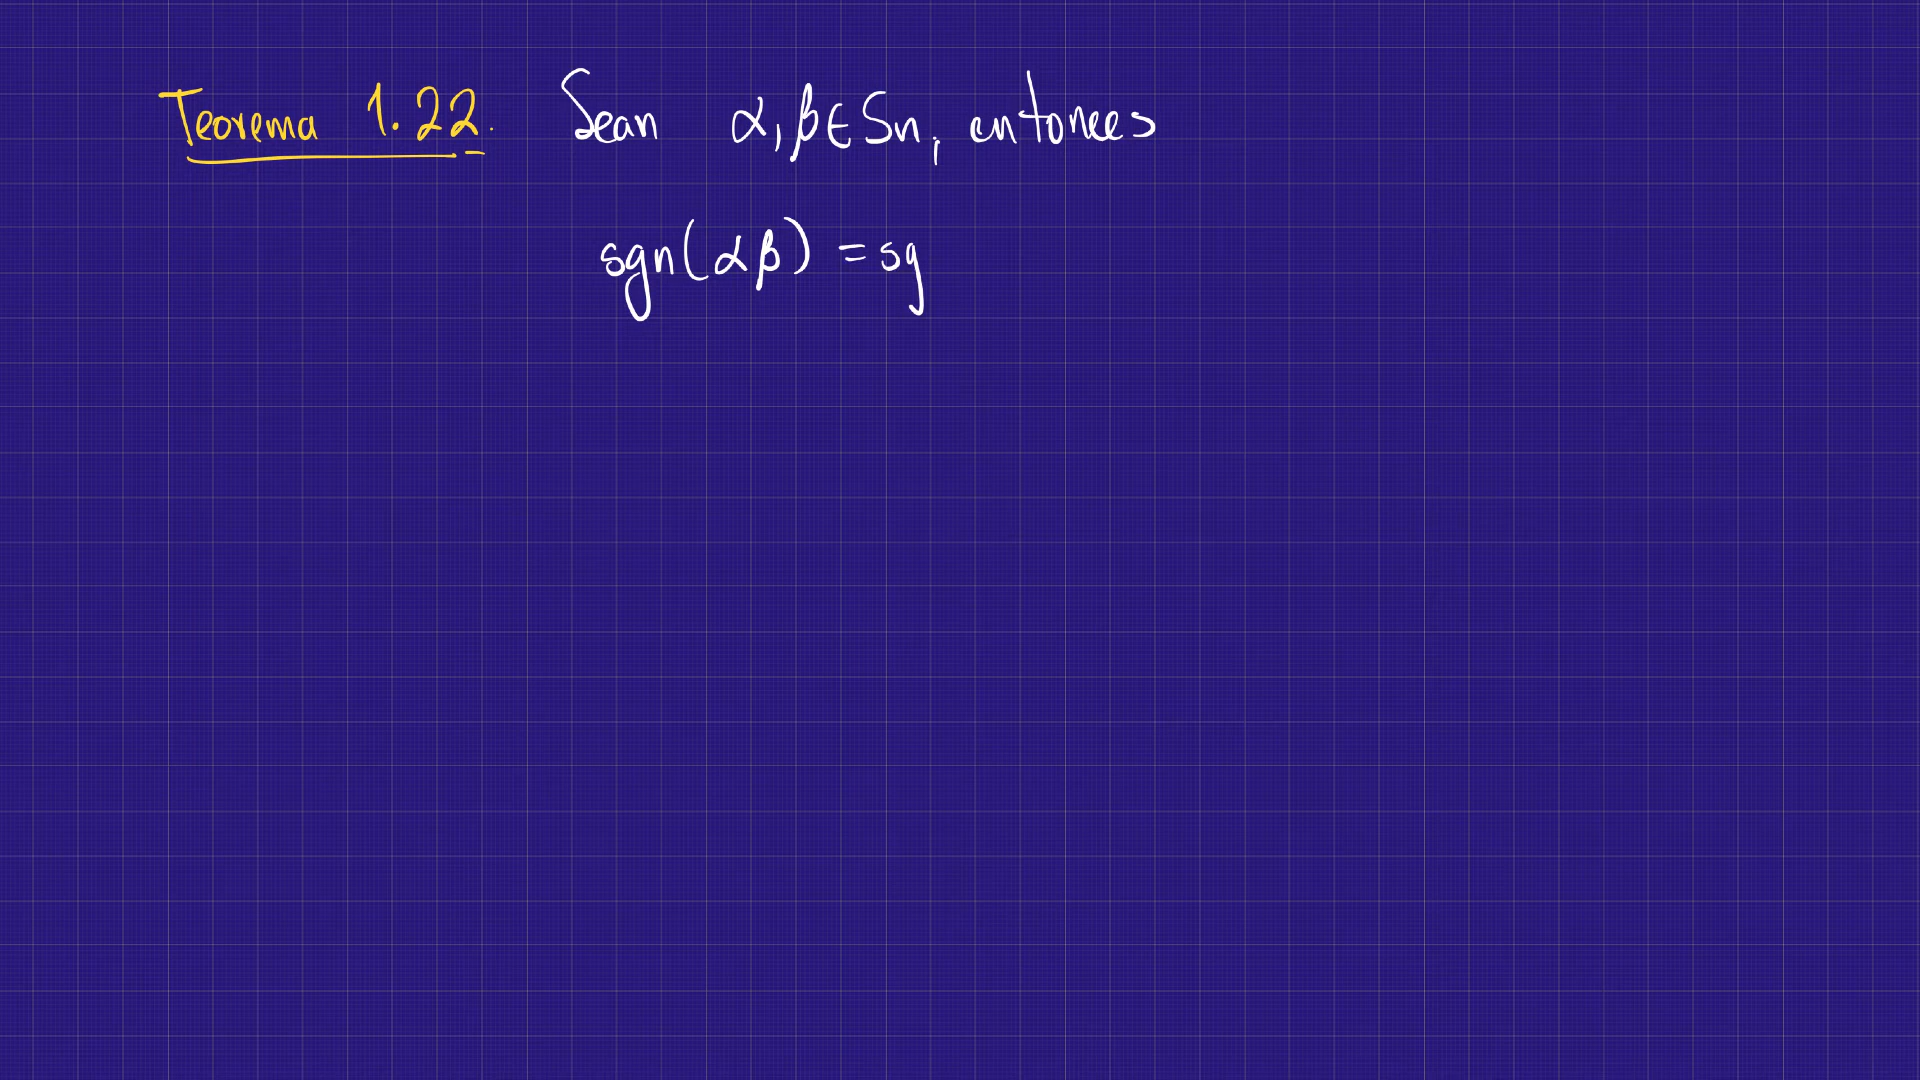 Teorema 1.22. Sean α, β ∈ Sn, entonces
sgn(αβ) = sg